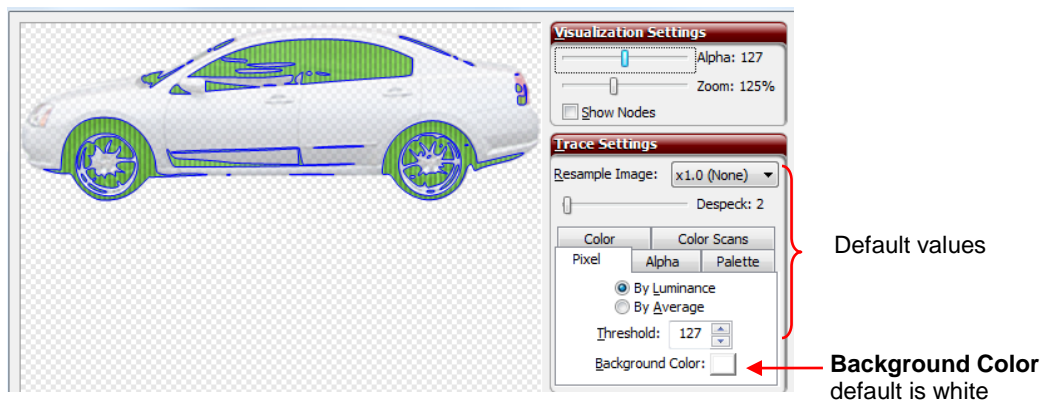 Visualization Settings
Alpha: 127
Zoom: 125%
Show Nodes
Trace Settings
Resample Image: x1.0 (None)
Despeck: 2
Color Color Scans
Pixel Alpha Palette
By Luminance
By Average
Threshold: 127
Background Color:
Default values
Background Color
default is white